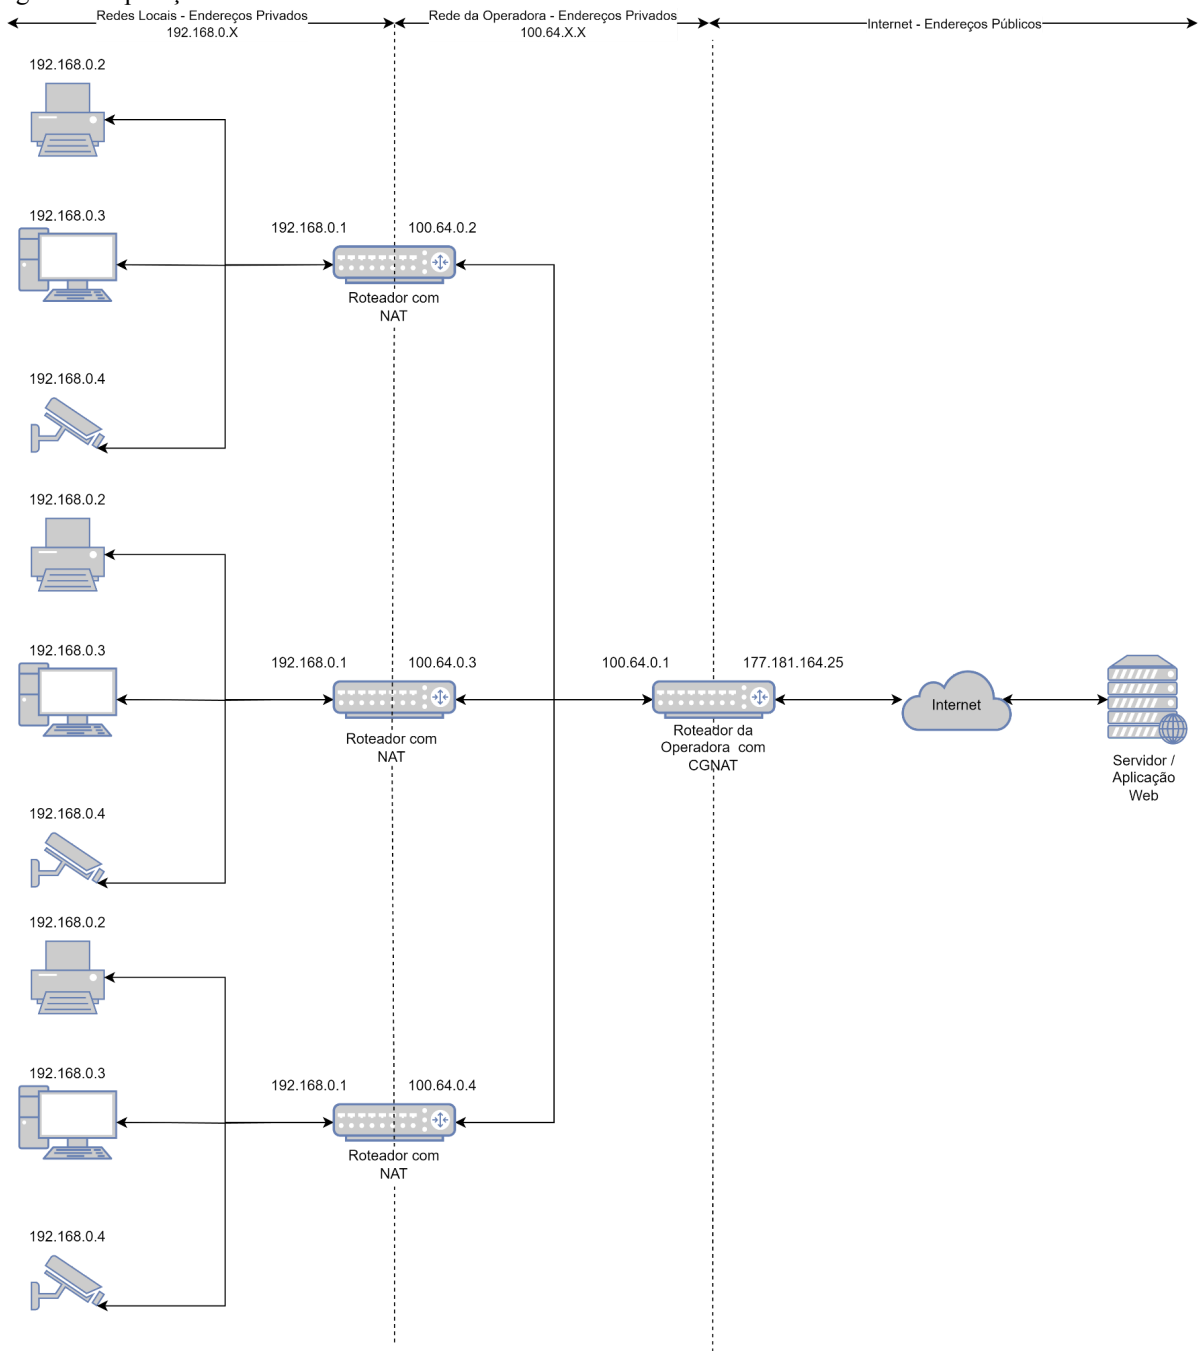 Redes Locais - Endereços Privados
192.168.0.X
Rede da Operadora - Endereços Privados
100.64.X.X
Internet - Endereços Públicos
192.168.0.2
192.168.0.3
192.168.0.1
100.64.0.2
Roteador com
NAT
192.168.0.4
192.168.0.2
192.168.0.3
192.168.0.1
100.64.0.3
Roteador com
NAT
100.64.0.1
177.181.164.25
Roteador da
Operadora com
CGNAT
Internet
Servidor /
Aplicação
Web
192.168.0.4
192.168.0.2
192.168.0.3
192.168.0.1
100.64.0.4
Roteador com
NAT
192.168.0.4